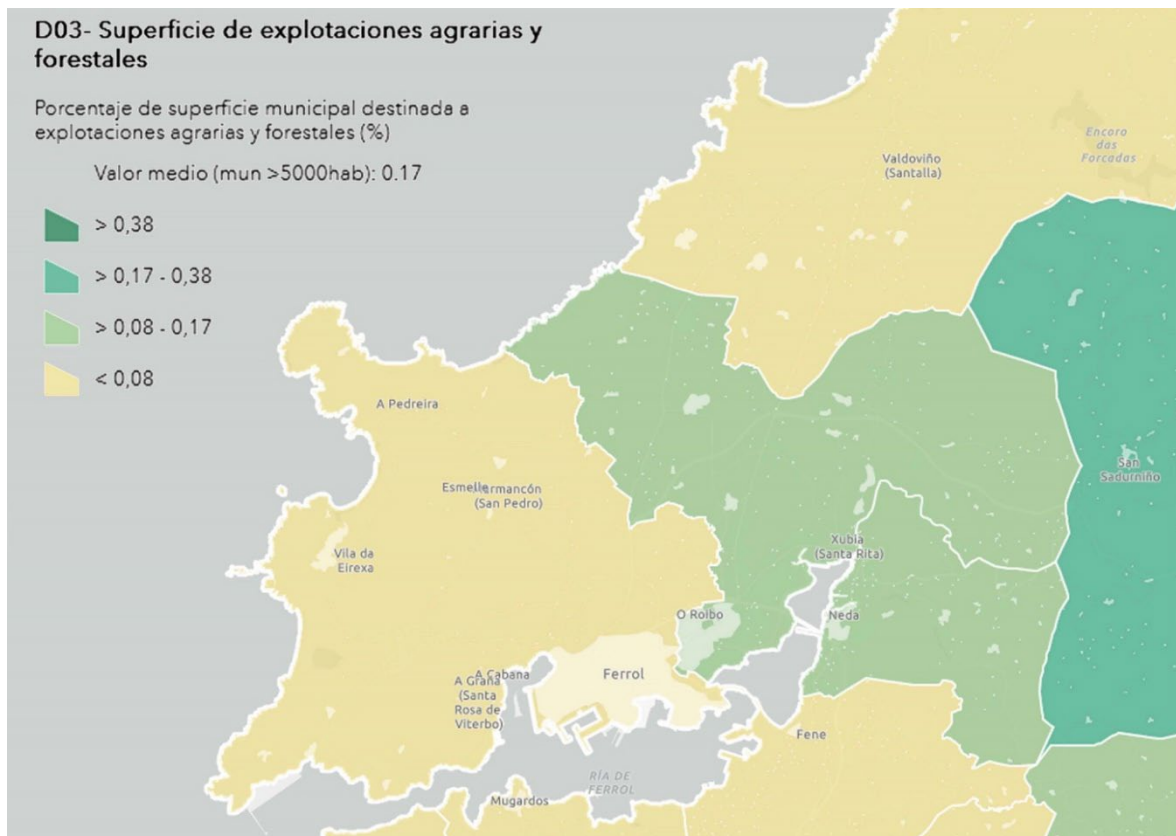 D03- Superficie de explotaciones agrarias y
forestales
Porcentaje de superficie municipal destinada a
explotaciones agrarias y forestales (%)
Valor medio (mun >5000hab): 0.17
> 0,38
> 0,17 - 0,38
> 0,08 - 0,17
< 0,08
Encoro
das
Forcadas
Valdoviño
(Santalla)
A Pedreira
San
Sadurniño
Esmelle
Marmancón
(San Pedro)
Vila da
Eirexa
Xubia
(Santa Rita)
O Roibo
Neda
A Cabana
Ferrol
A Graña
(Santa
Rosa de
Viterbo)
Fene
RÍA DE
FERROL
Mugardos